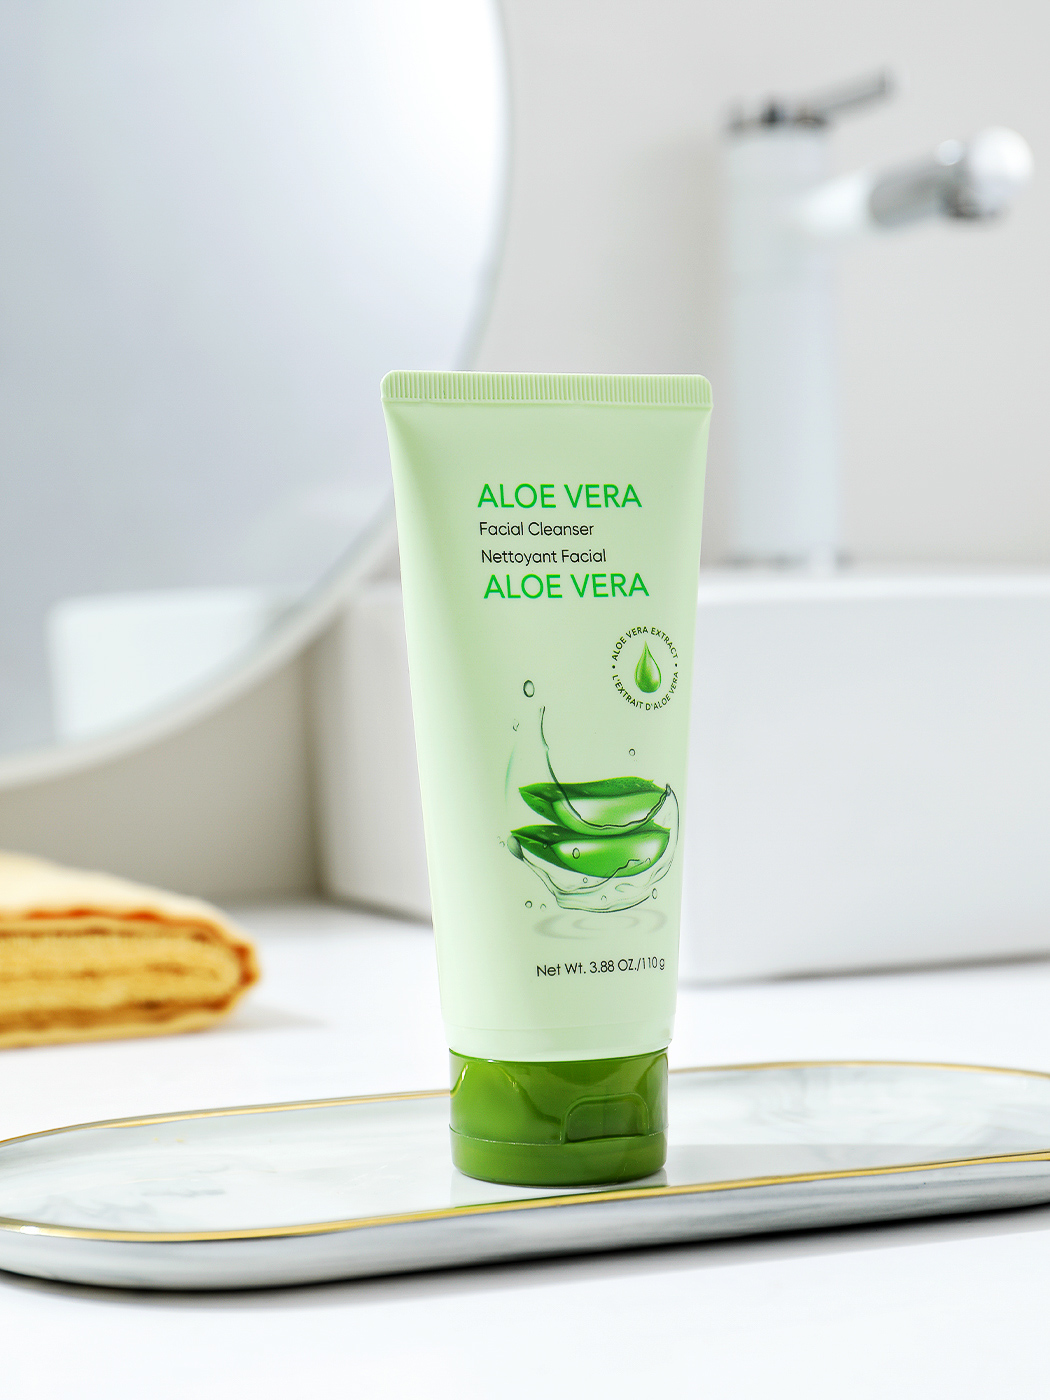 ALOE VERA
Facial Cleanser
Nettoyant Facial
ALOE VERA
• ALOE VERA EXTRACT •
L'EXTRAIT D'ALOE VERA
Net Wt. 3.88 OZ./110 g